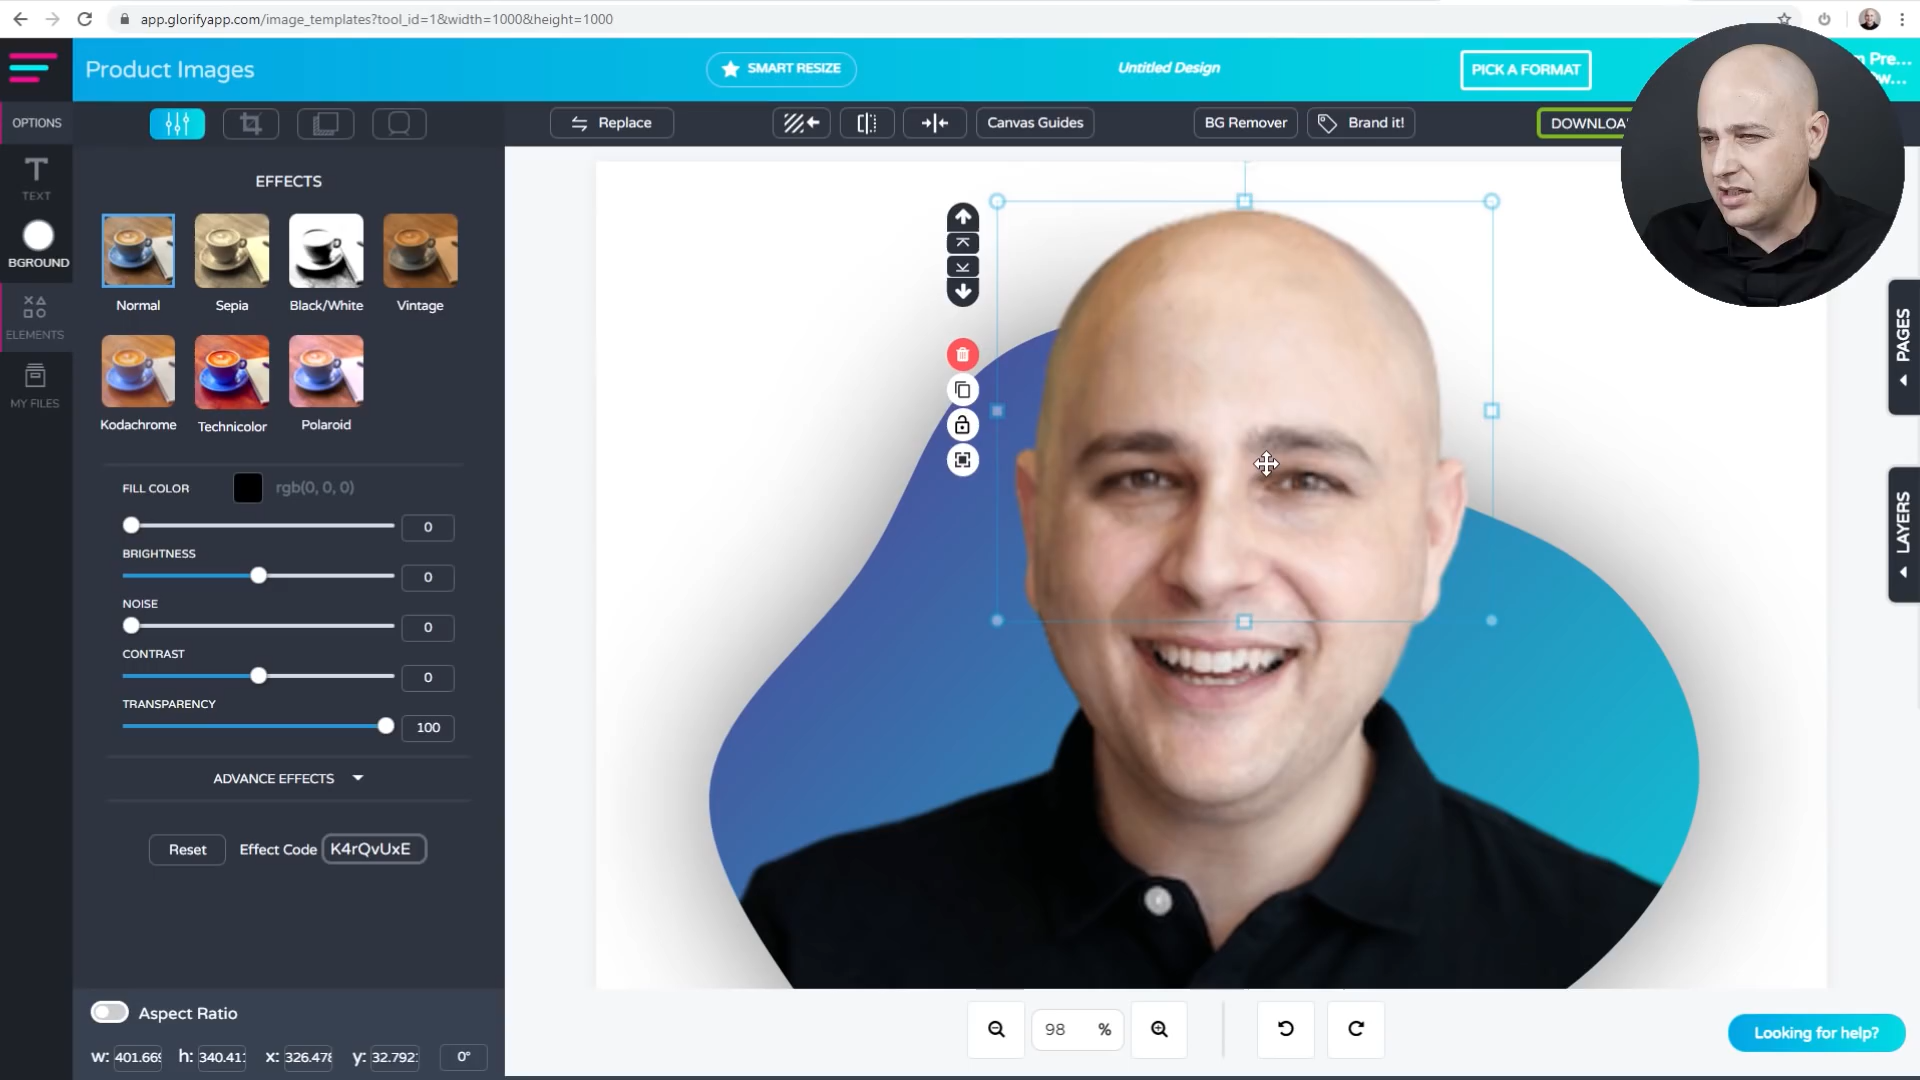 app.glorifyapp.com/image_templates?tool_id=1&width=1000&height=1000
Product Images
SMART RESIZE
Untitled Design
PICK A FORMAT
Pre...
OPTIONS
Replace
Canvas Guides
BG Remover
Brand it!
DOWNLOA
TEXT
BGROUND
ELEMENTS
MY FILES
EFFECTS
Normal
Sepia
Black/White
Vintage
Kodachrome
Technicolor
Polaroid
FILL COLOR
rgb(0, 0, 0)
0
BRIGHTNESS
0
NOISE
0
CONTRAST
0
TRANSPARENCY
100
ADVANCE EFFECTS
Reset
Effect Code
K4rQvUxE
Aspect Ratio
w: 401.669
h: 340.41
x: 326.478
y: 32.792
0°
PAGES
LAYERS
98 %
Looking for help?